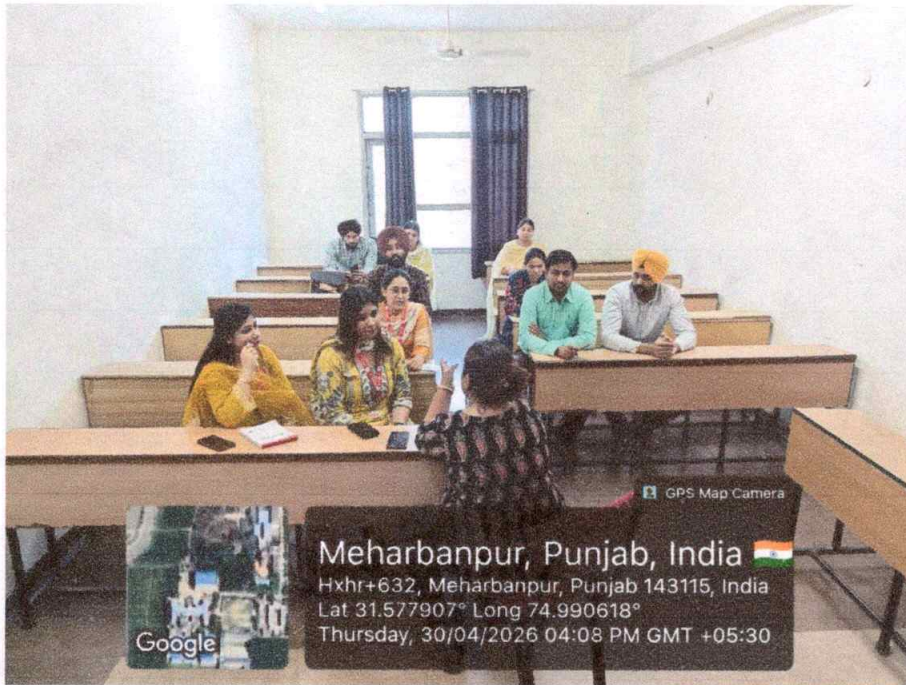 GPS Map Camera
Meharbanpur, Punjab, India
Hxhr+632, Meharbanpur, Punjab 143115, India
Lat 31.577907° Long 74.990618°
Thursday, 30/04/2026 04:08 PM GMT +05:30
Google